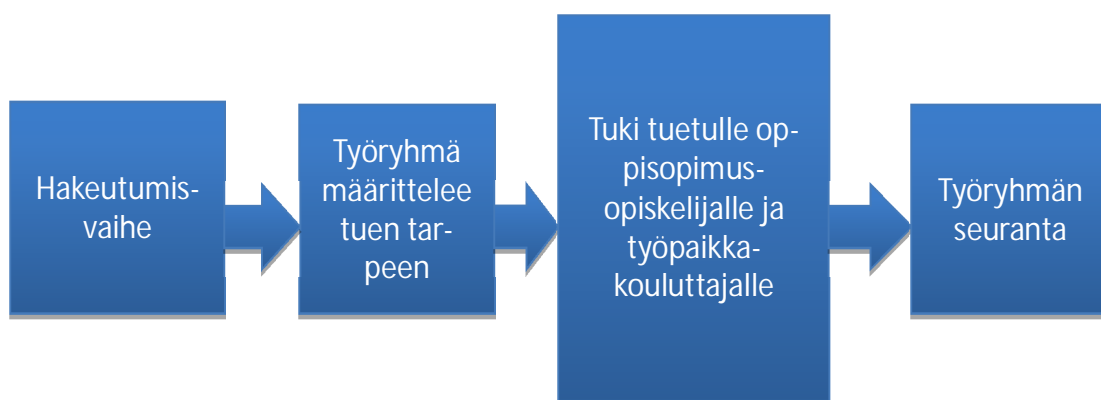 Hakeutumis-
vaihe
Työryhmä
määrittelee
tuen tar-
peen
Tuki tuetulle op-
pisopimus-
opiskelijalle ja
työpaikka-
kouluttajalle
Työryhmän
seuranta